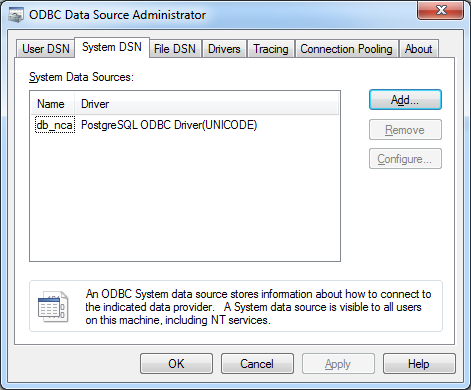 ODBC Data Source Administrator
User DSN System DSN File DSN Drivers Tracing Connection Pooling About
System Data Sources:
Name Driver
db_nca PostgreSQL ODBC Driver(UNICODE)
Add...
Remove
Configure...
An ODBC System data source stores information about how to connect to
the indicated data provider. A System data source is visible to all users
on this machine, including NT services.
OK Cancel Apply Help